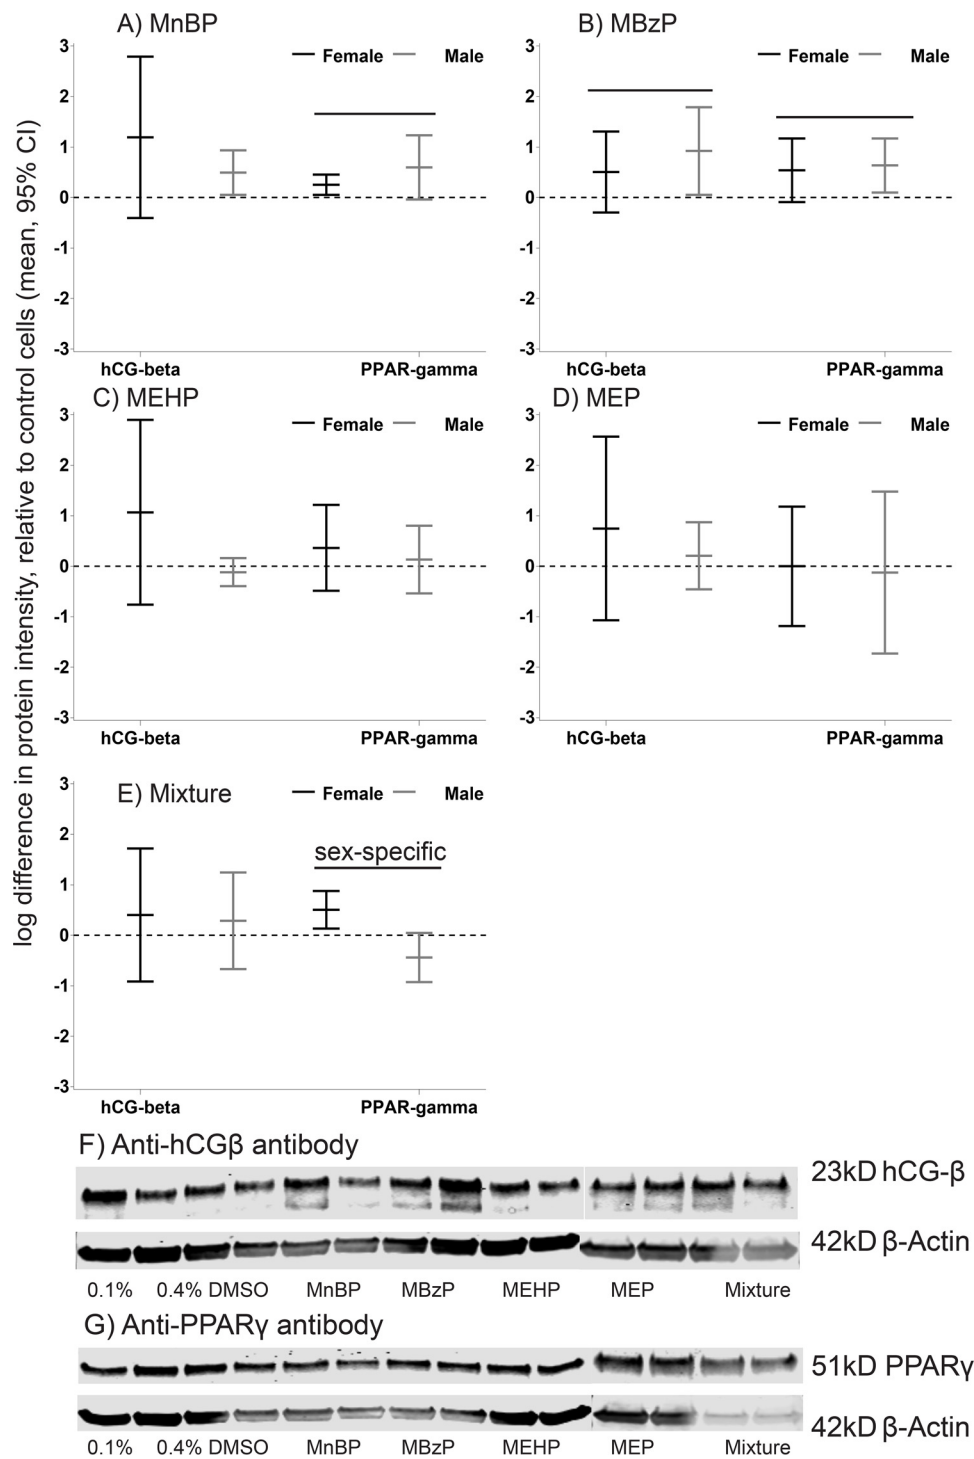 log difference in protein intensity, relative to control cells (mean, 95% CI)
A) MnBP
Female Male
3
2
1
0
-1
-2
-3
hCG-beta PPAR-gamma
B) MBzP
Female Male
3
2
1
0
-1
-2
-3
hCG-beta PPAR-gamma
C) MEHP
Female Male
3
2
1
0
-1
-2
-3
hCG-beta PPAR-gamma
D) MEP
Female Male
3
2
1
0
-1
-2
-3
hCG-beta PPAR-gamma
E) Mixture
Female Male
sex-specific
3
2
1
0
-1
-2
-3
hCG-beta PPAR-gamma
F) Anti-hCGβ antibody
23kD hCG-β
42kD β-Actin
0.1% 0.4% DMSO MnBP MBzP MEHP MEP Mixture
G) Anti-PPARγ antibody
51kD PPARγ
42kD β-Actin
0.1% 0.4% DMSO MnBP MBzP MEHP MEP Mixture